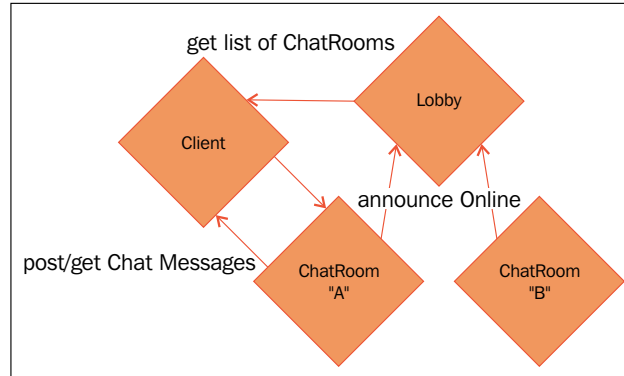 get list of ChatRooms
Lobby
Client
announce Online
post/get Chat Messages
ChatRoom
"A"
ChatRoom
"B"